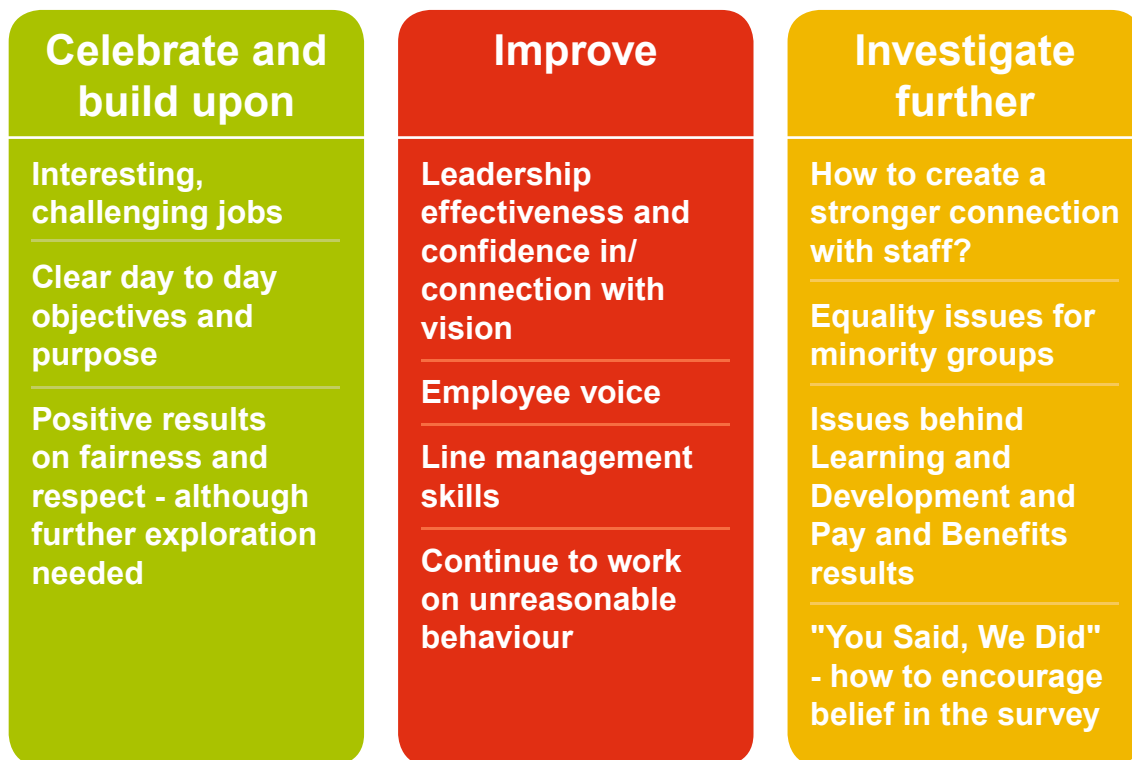 Celebrate and
build upon
Interesting,
challenging jobs
Clear day to day
objectives and
purpose
Positive results
on fairness and
respect - although
further exploration
needed
Improve
Leadership
effectiveness and
confidence in/
connection with
vision
Employee voice
Line management
skills
Continue to work
on unreasonable
behaviour
Investigate
further
How to create a
stronger connection
with staff?
Equality issues for
minority groups
Issues behind
Learning and
Development and
Pay and Benefits
results
"You Said, We Did"
- how to encourage
belief in the survey